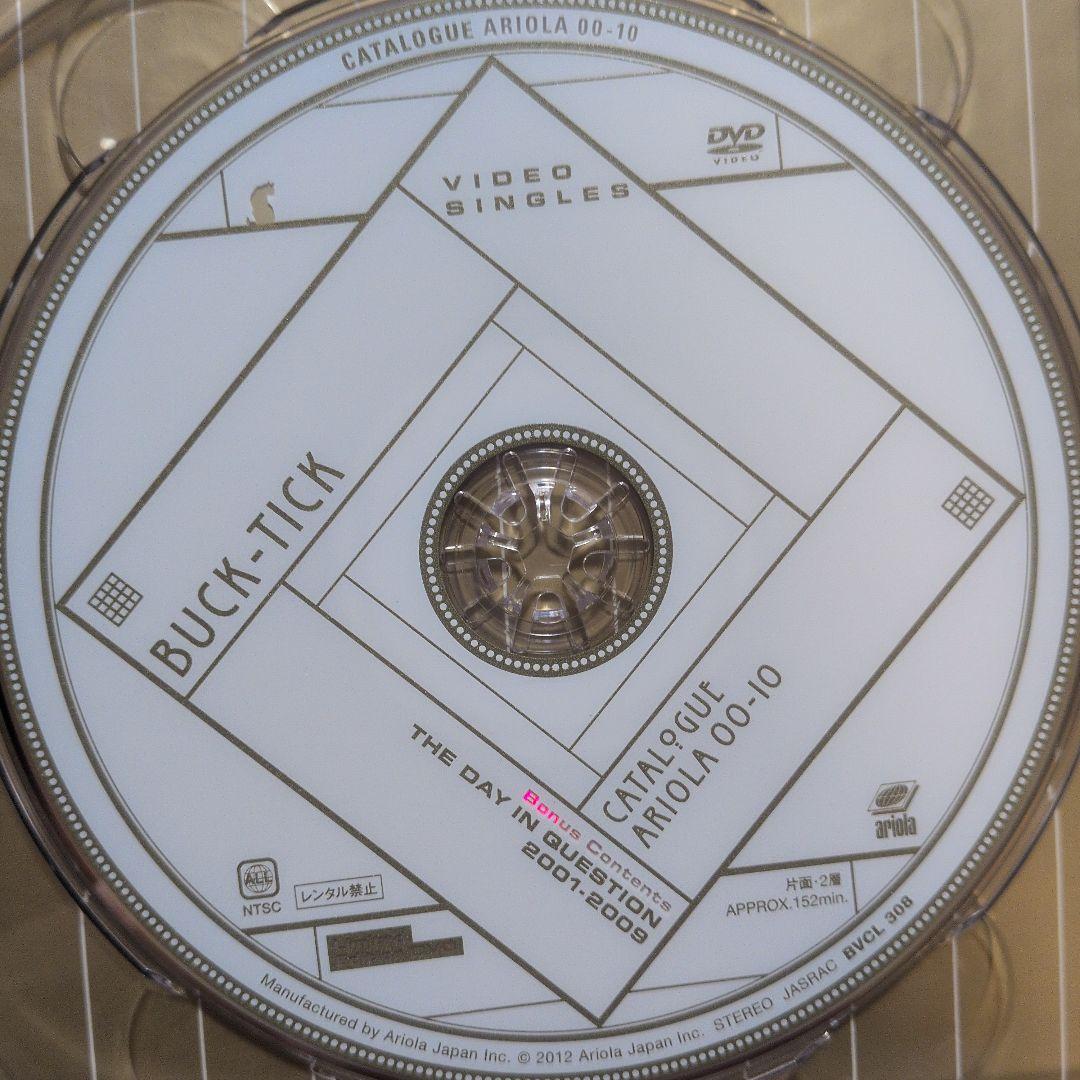 CATALOGUE ARIOLA 00-10
VIDEO
SINGLES
DVD
VIDEO
BUCK-TICK
CATALOGUE
ARIOLA 00-10
Bonus Contents
THE DAY IN QUESTION
2001-2009
ariola
片面・2層
APPROX.152min.
ALL
NTSC
レンタル禁止
Manufactured by Ariola Japan Inc. © 2012 Ariola Japan Inc. STEREO JASRAC BVCL 308